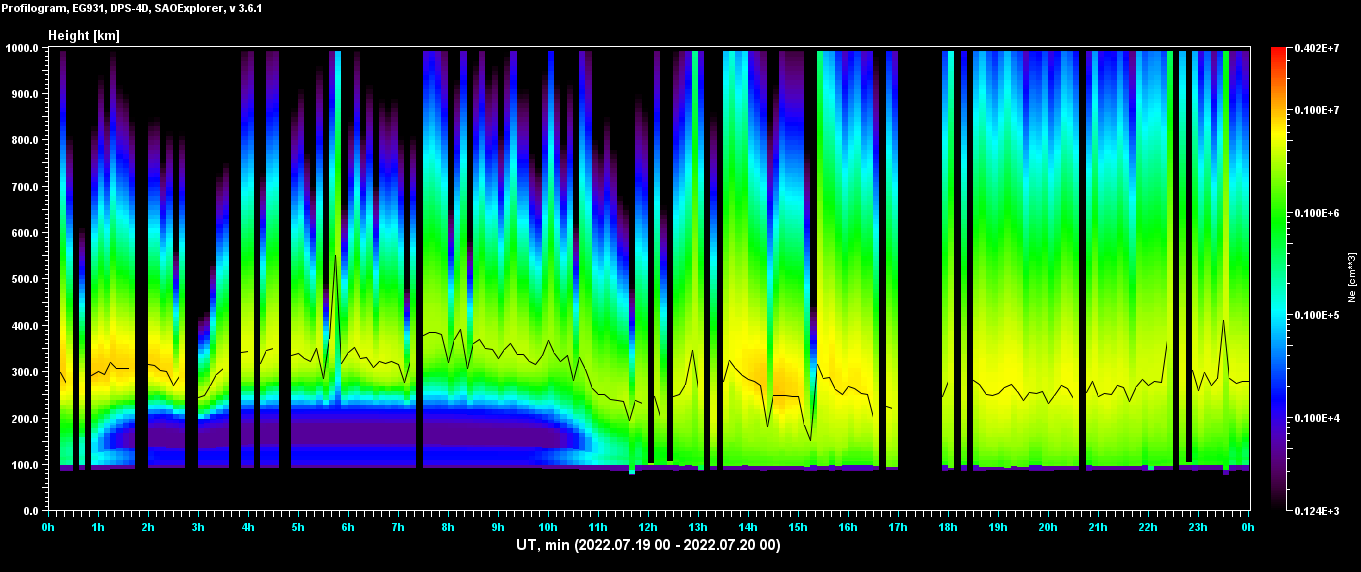 Profilogram, EG931, DPS-4D, SAOExplorer, v 3.6.1
Height [km]
1000.0
900.0
800.0
700.0
600.0
500.0
400.0
300.0
200.0
100.0
0.0
0h 1h 2h 3h 4h 5h 6h 7h 8h 9h 10h 11h 12h 13h 14h 15h 16h 17h 18h 19h 20h 21h 22h 23h 0h
UT, min (2022.07.19 00 - 2022.07.20 00)
0.402E+7
0.100E+7
0.100E+6
0.100E+5
0.100E+4
0.124E+3
Ne [cm**3]